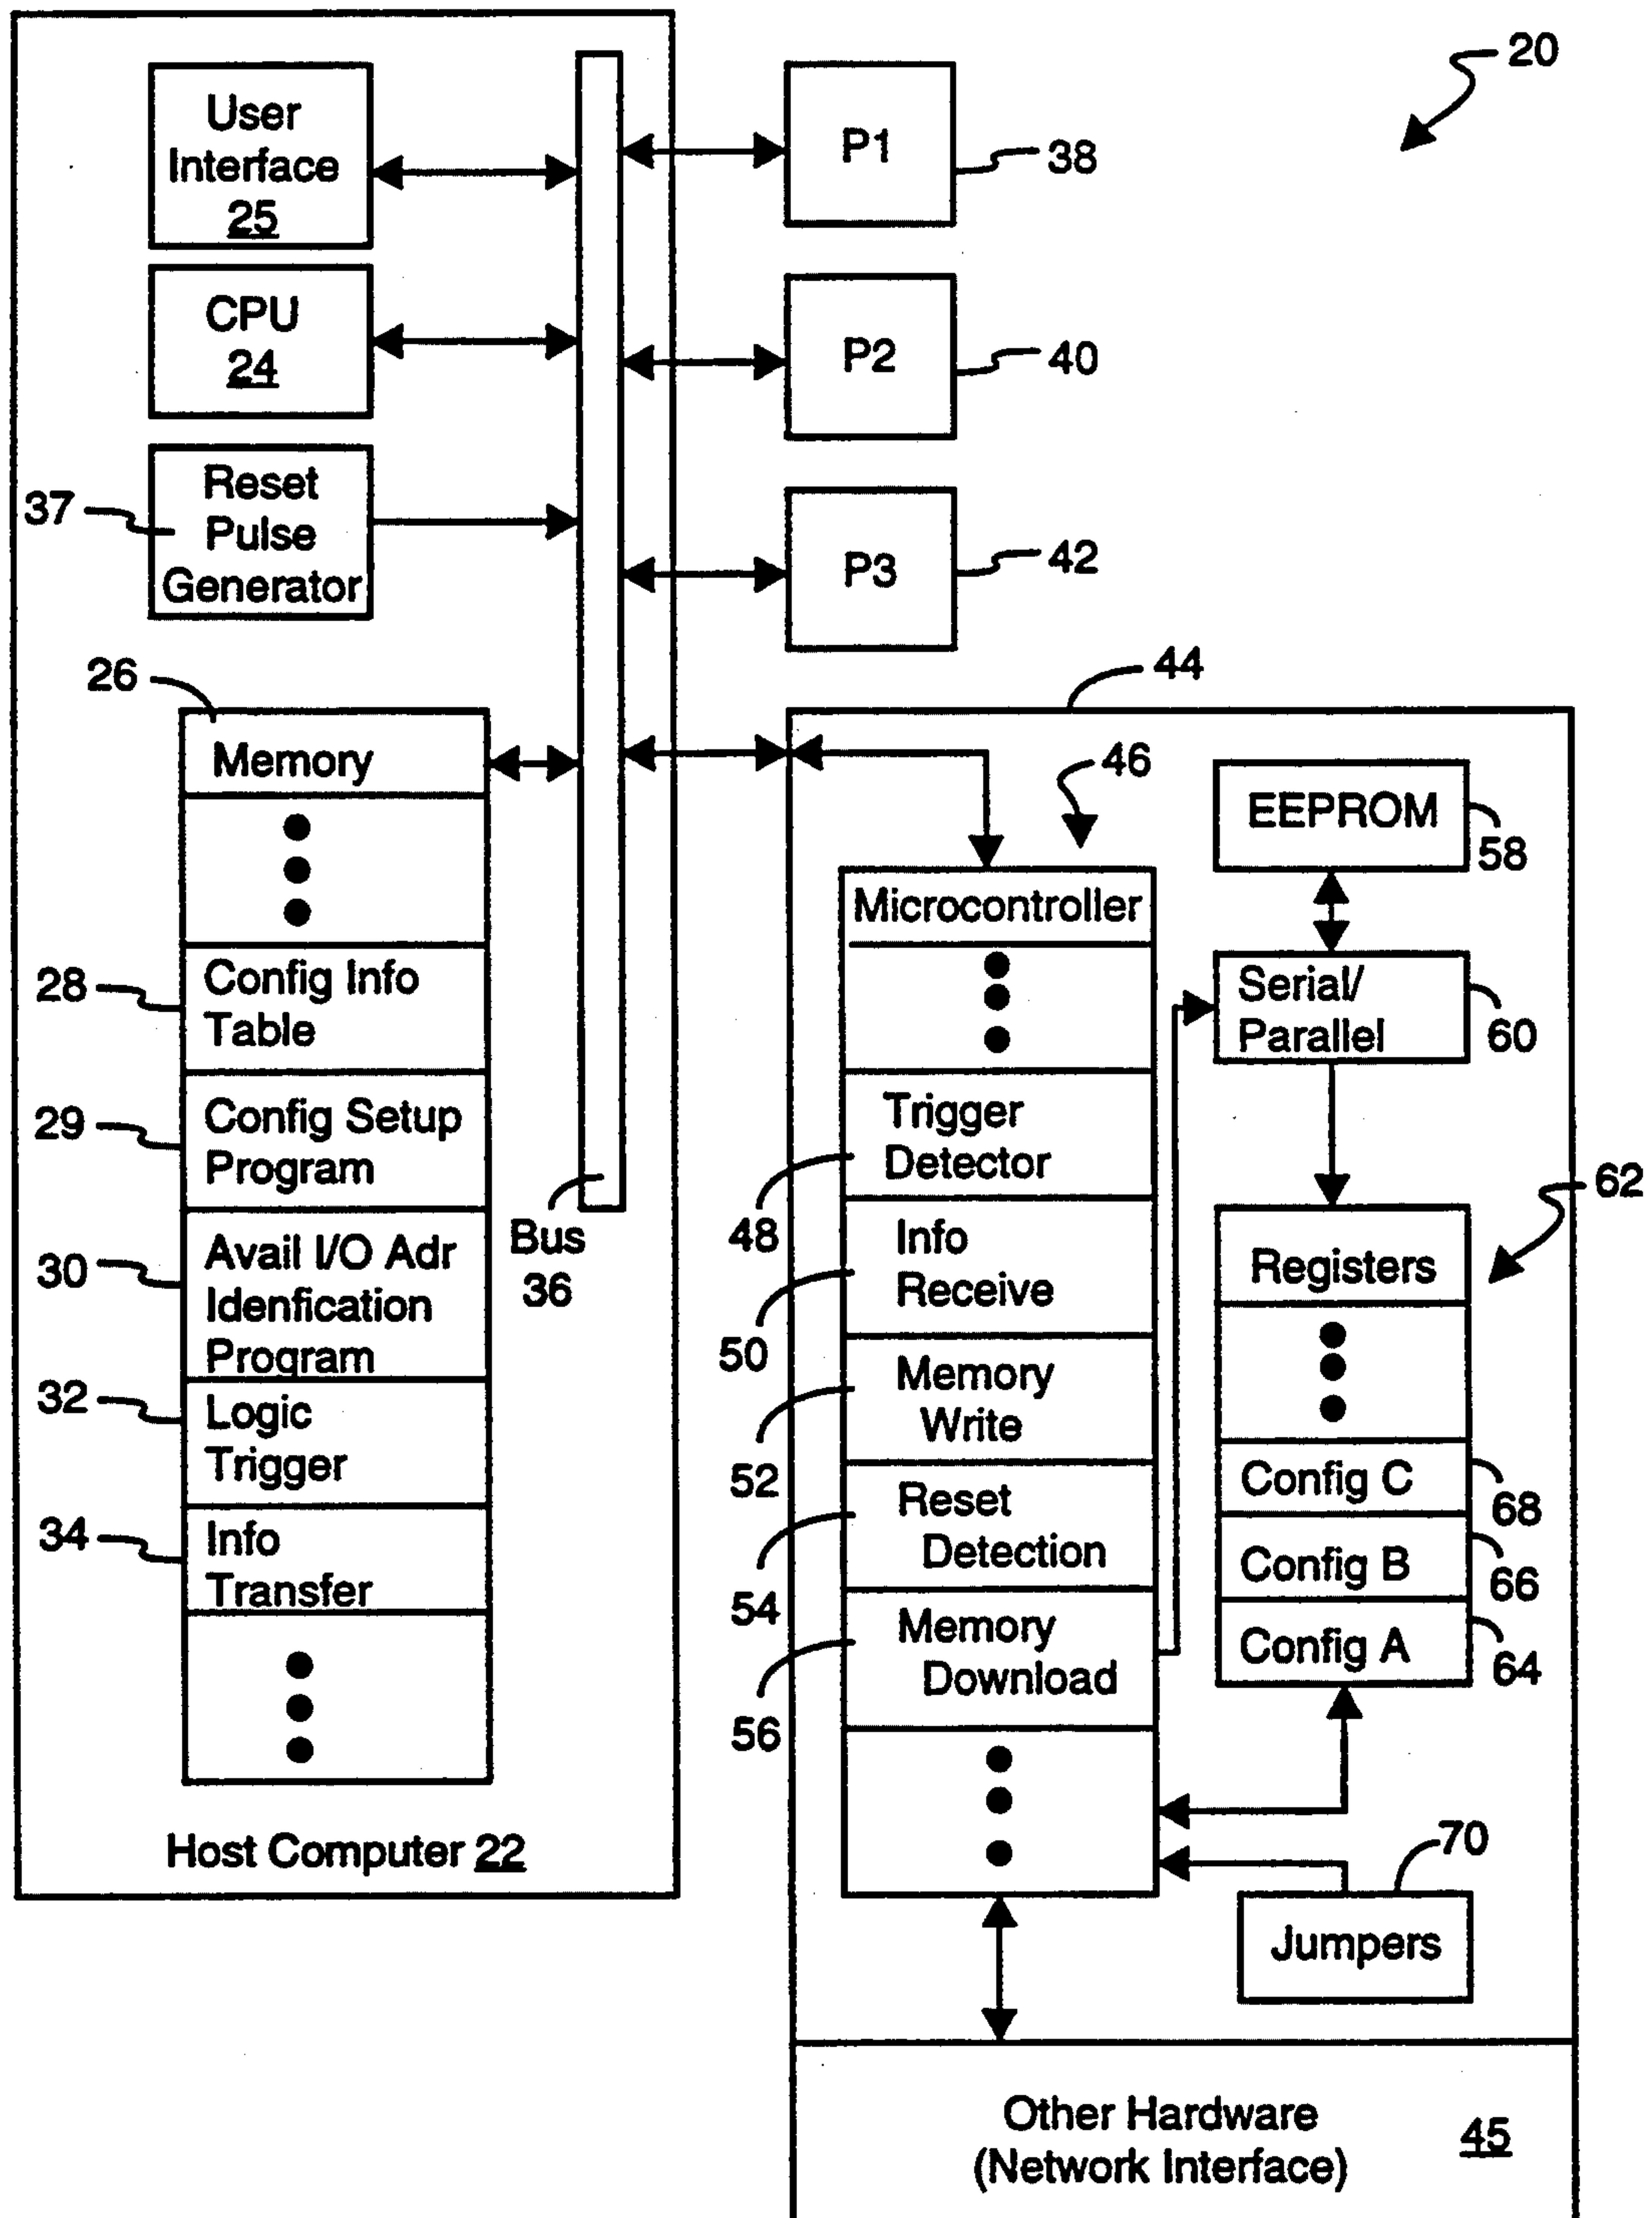 20
User
Interface
25
CPU
24
37
Reset
Pulse
Generator
P1
38
P2
40
P3
42
26
Memory
28
Config Info
Table
29
Config Setup
Program
30
Avail I/O Adr
Idenfication
Program
32
Logic
Trigger
34
Info
Transfer
Bus
36
Host Computer 22
44
46
Microcontroller
48
Trigger
Detector
50
Info
Receive
52
Memory
Write
54
Reset
Detection
56
Memory
Download
EEPROM
58
Serial/
Parallel
60
62
Registers
Config C
68
Config B
66
Config A
64
70
Jumpers
Other Hardware
(Network Interface)
45